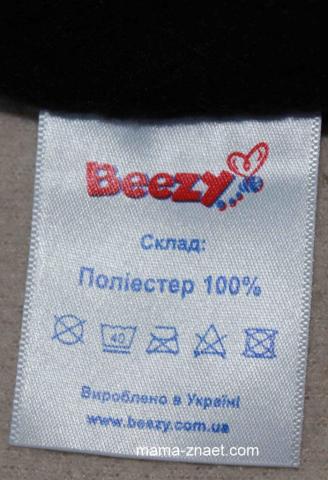 Beezy
Склад:
Поліестер 100%
40
Вироблено в Україні
www.beezy.com.ua
mama-znaet.com